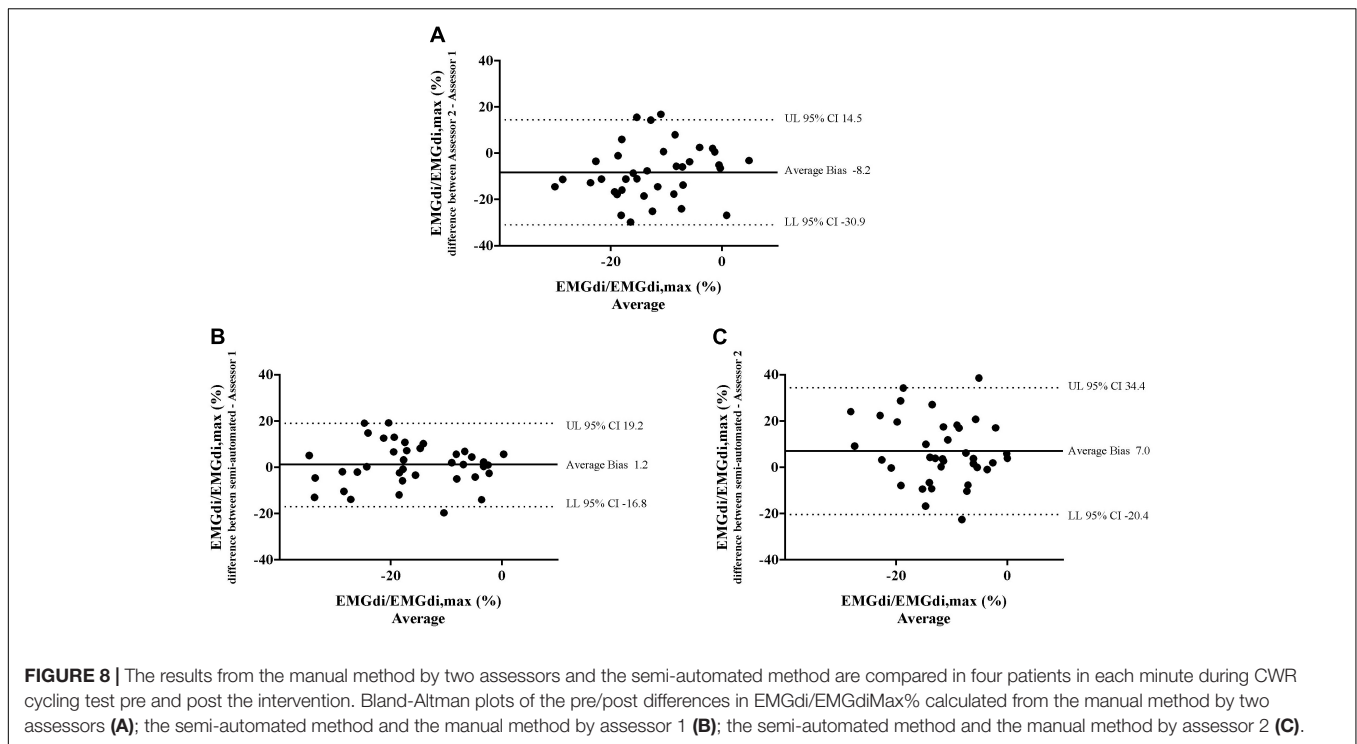 A
EMGdi/EMGdi,max (%)
difference between Assessor 2 - Assessor 1
40
20
0
-20
-40
UL 95% CI 14.5
Average Bias -8.2
LL 95% CI -30.9
-20
0
EMGdi/EMGdi,max (%)
Average
B
EMGdi/EMGdi,max (%)
difference between semi-automated - Assessor 1
40
20
0
-20
-40
UL 95% CI 19.2
Average Bias 1.2
LL 95% CI -16.8
-20
0
EMGdi/EMGdi,max (%)
Average
C
EMGdi/EMGdi,max (%)
difference between semi-automated - Assessor 2
40
20
0
-20
-40
UL 95% CI 34.4
Average Bias 7.0
LL 95% CI -20.4
-20
0
EMGdi/EMGdi,max (%)
Average
FIGURE 8 | The results from the manual method by two assessors and the semi-automated method are compared in four patients in each minute during CWR
cycling test pre and post the intervention. Bland-Altman plots of the pre/post differences in EMGdi/EMGdiMax% calculated from the manual method by two
assessors (A); the semi-automated method and the manual method by assessor 1 (B); the semi-automated method and the manual method by assessor 2 (C).